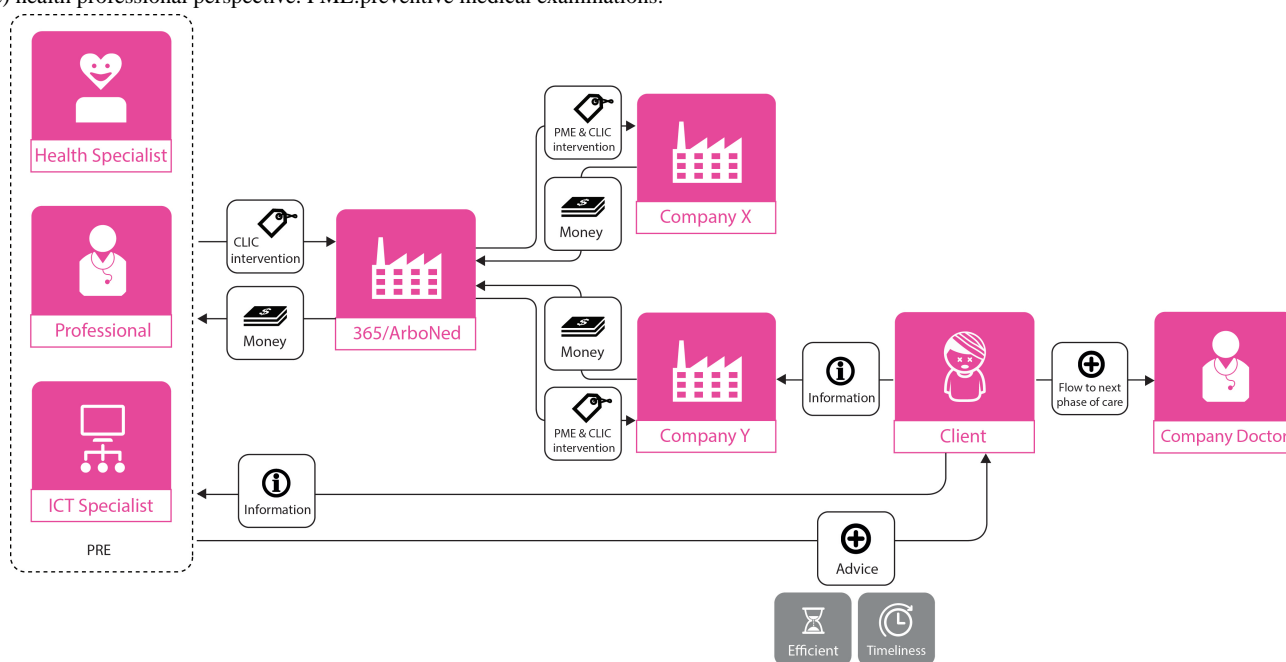 health professional perspective. PME:preventive medical examinations.
Health Specialist
Professional
ICT Specialist
PRE
CLIC
intervention
Money
365/ArboNed
PME & CLIC
intervention
Money
Company X
Money
PME & CLIC
intervention
Company Y
Information
Client
Flow to next
phase of care
Company Doctor
Information
Advice
Efficient
Timeliness